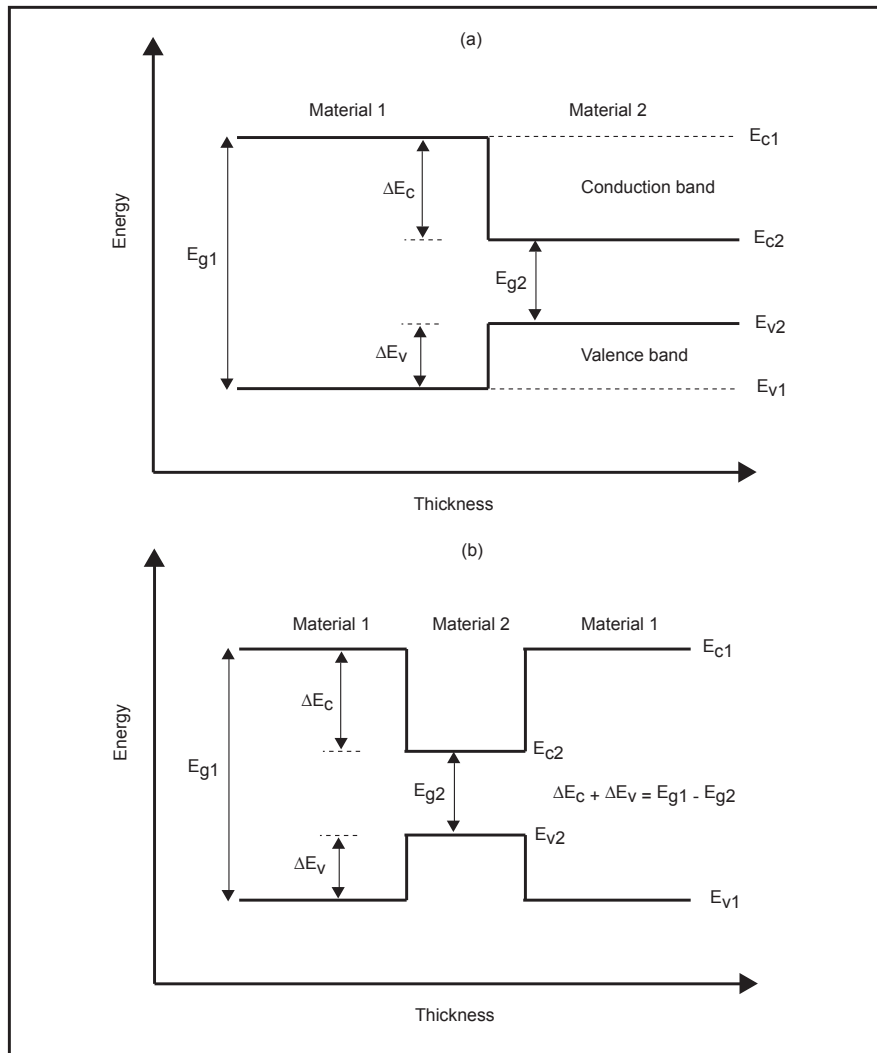 (a)
Material 1 Material 2
Ec1
ΔEc
Conduction band
Energy
Ec2
Eg1
Eg2
Ev2
ΔEv
Valence band
Ev1
Thickness
(b)
Material 1 Material 2 Material 1
Ec1
ΔEc
Energy
Ec2
Eg1
Eg2
ΔEc + ΔEv = Eg1 - Eg2
Ev2
ΔEv
Ev1
Thickness